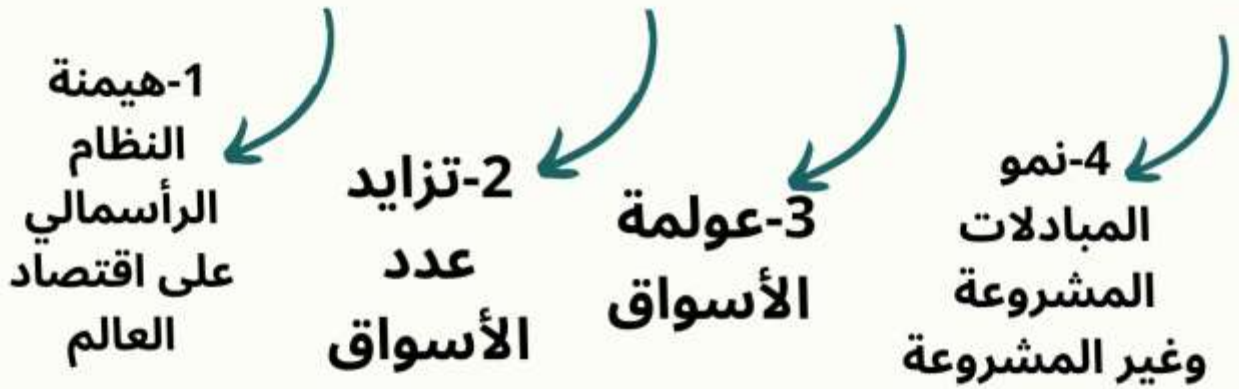 1-هيمنة
النظام
الرأسمالي
على اقتصاد
العالم
2-تزايد
عدد
الأسواق
3-عولمة
الأسواق
4-نمو
المبادلات
المشروعة
وغير المشروعة